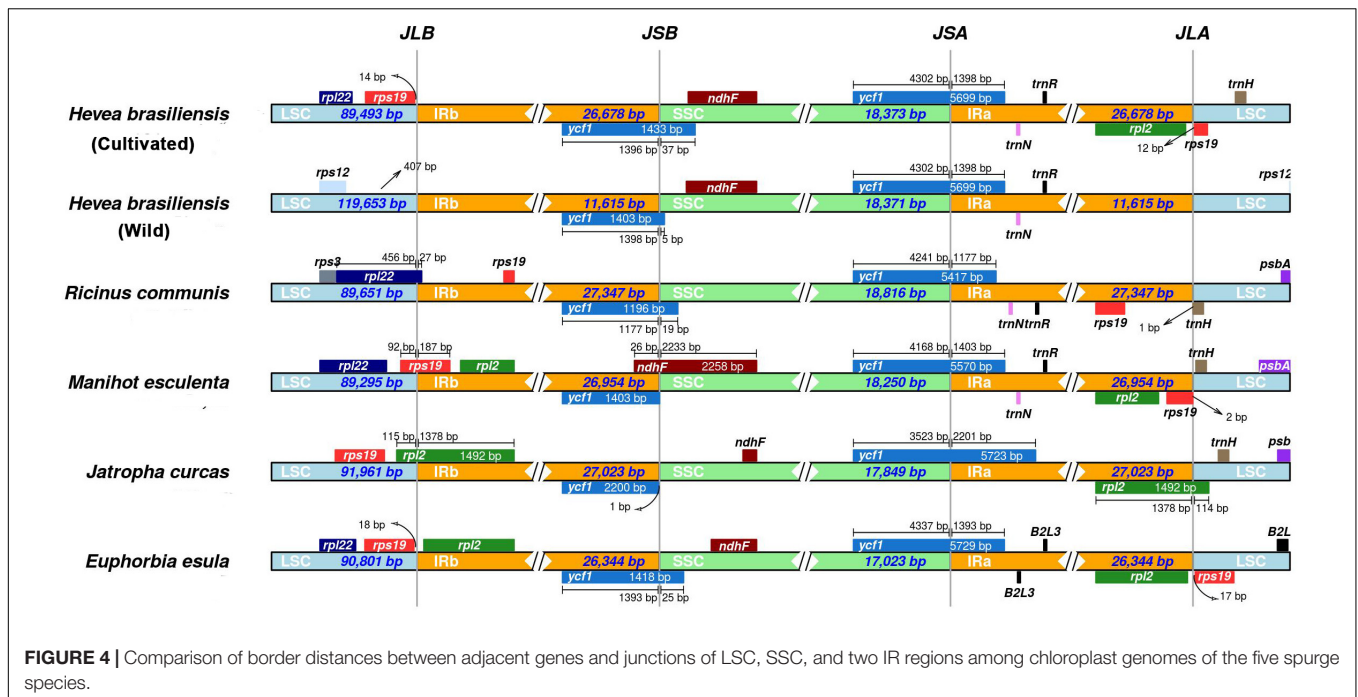 JLB JSB JSA JLA
14 bp 4302 bp 1398 bp trnR trnH
rpl22 rps19 ndhF ycf1 5699 bp
Hevea brasiliensis LSC 89,493 bp IRb 26,678 bp SSC 18,373 bp IRa 26,678 bp LSC
(Cultivated) ycf1 1433 bp rpl2
1396 bp 37 bp trnN 12 bp rps19
rps12 407 bp 4302 bp 1398 bp trnR rps12
ndhF ycf1 5699 bp
Hevea brasiliensis LSC 119,653 bp IRb 11,615 bp SSC 18,371 bp IRa 11,615 bp LSC
(Wild) ycf1 1403 bp
1398 bp 5 bp trnN
rps3 456 bp 27 bp rps19 4241 bp 1177 bp psbA
rpl22 ycf1 5417 bp
Ricinus communis LSC 89,651 bp IRb 27,347 bp SSC 18,816 bp IRa 27,347 bp LSC
ycf1 1196 bp
1177 bp 19 bp trnNtrnR rps19 1 bp trnH
92 bp 187 bp 26 bp 2233 bp 4168 bp 1403 bp trnR trnH
rpl22 rps19 rpl2 ndhF 2258 bp ycf1 5570 bp psbA
Manihot esculenta LSC 89,295 bp IRb 26,954 bp SSC 18,250 bp IRa 26,954 bp LSC
ycf1 1403 bp rpl2
trnN rps19 2 bp
115 bp 1378 bp ndhF 3523 bp 2201 bp trnH psb
rps19 rpl2 1492 bp ycf1 5723 bp
Jatropha curcas LSC 91,961 bp IRb 27,023 bp SSC 17,849 bp IRa 27,023 bp LSC
ycf1 2200 bp rpl2 1492 bp
1 bp 1378 bp 114 bp
18 bp 4337 bp 1393 bp B2L3 B2L
rpl22 rps19 rpl2 ndhF ycf1 5729 bp
Euphorbia esula LSC 90,801 bp IRb 26,344 bp SSC 17,023 bp IRa 26,344 bp LSC
ycf1 1418 bp rpl2 rps19
1393 bp 25 bp B2L3 17 bp
FIGURE 4 | Comparison of border distances between adjacent genes and junctions of LSC, SSC, and two IR regions among chloroplast genomes of the five spurge
species.